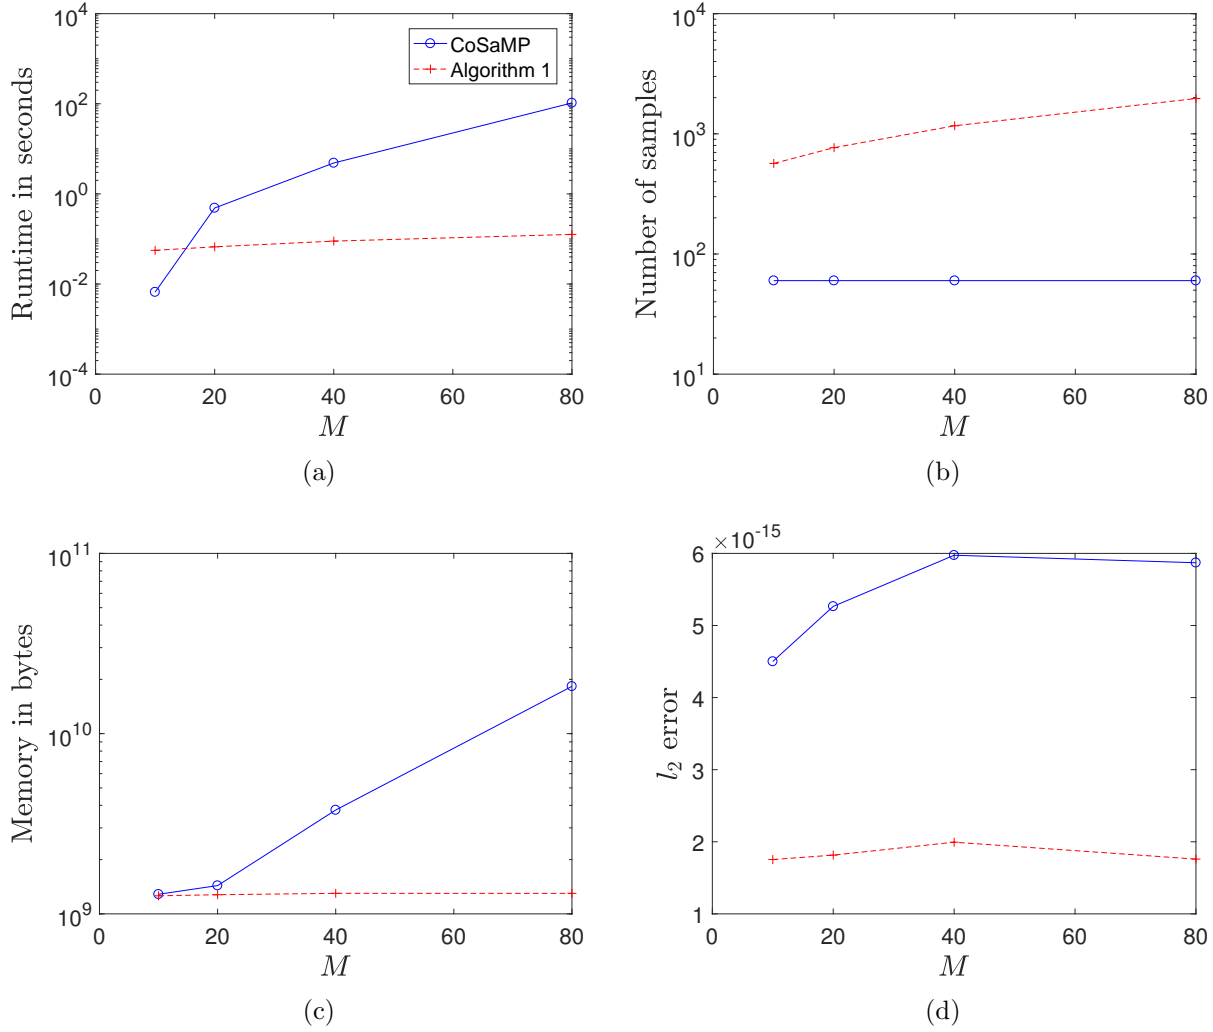 CoSaMP
Algorithm 1
Runtime in seconds
10^4
10^2
10^0
10^-2
10^-4
0 20 40 60 80
M
(a)
Number of samples
10^4
10^3
10^2
10^1
0 20 40 60 80
M
(b)
Memory in bytes
10^11
10^10
10^9
0 20 40 60 80
M
(c)
×10^-15
l_2 error
6
5
4
3
2
1
0 20 40 60 80
M
(d)